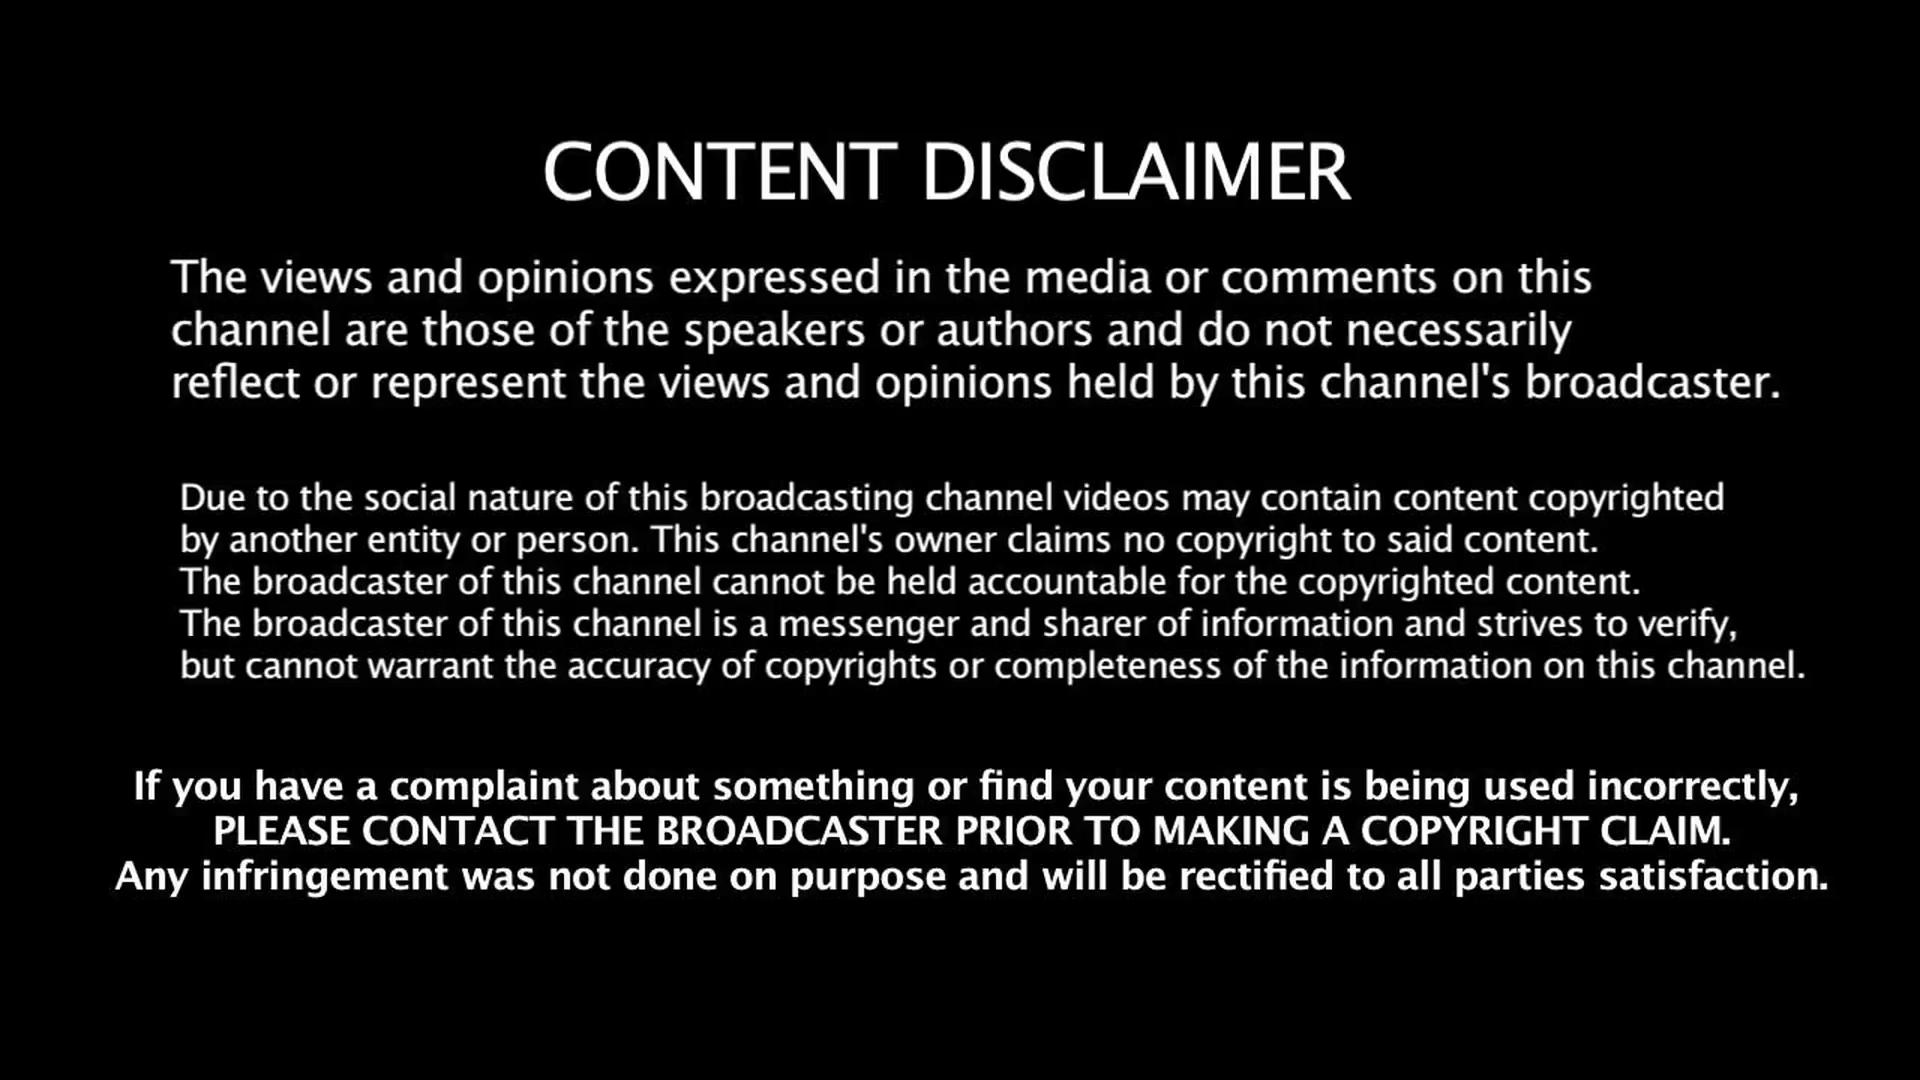 CONTENT DISCLAIMER
The views and opinions expressed in the media or comments on this
channel are those of the speakers or authors and do not necessarily
reflect or represent the views and opinions held by this channel's broadcaster.
Due to the social nature of this broadcasting channel videos may contain content copyrighted
by another entity or person. This channel's owner claims no copyright to said content.
The broadcaster of this channel cannot be held accountable for the copyrighted content.
The broadcaster of this channel is a messenger and sharer of information and strives to verify,
but cannot warrant the accuracy of copyrights or completeness of the information on this channel.
If you have a complaint about something or find your content is being used incorrectly,
PLEASE CONTACT THE BROADCASTER PRIOR TO MAKING A COPYRIGHT CLAIM.
Any infringement was not done on purpose and will be rectified to all parties satisfaction.